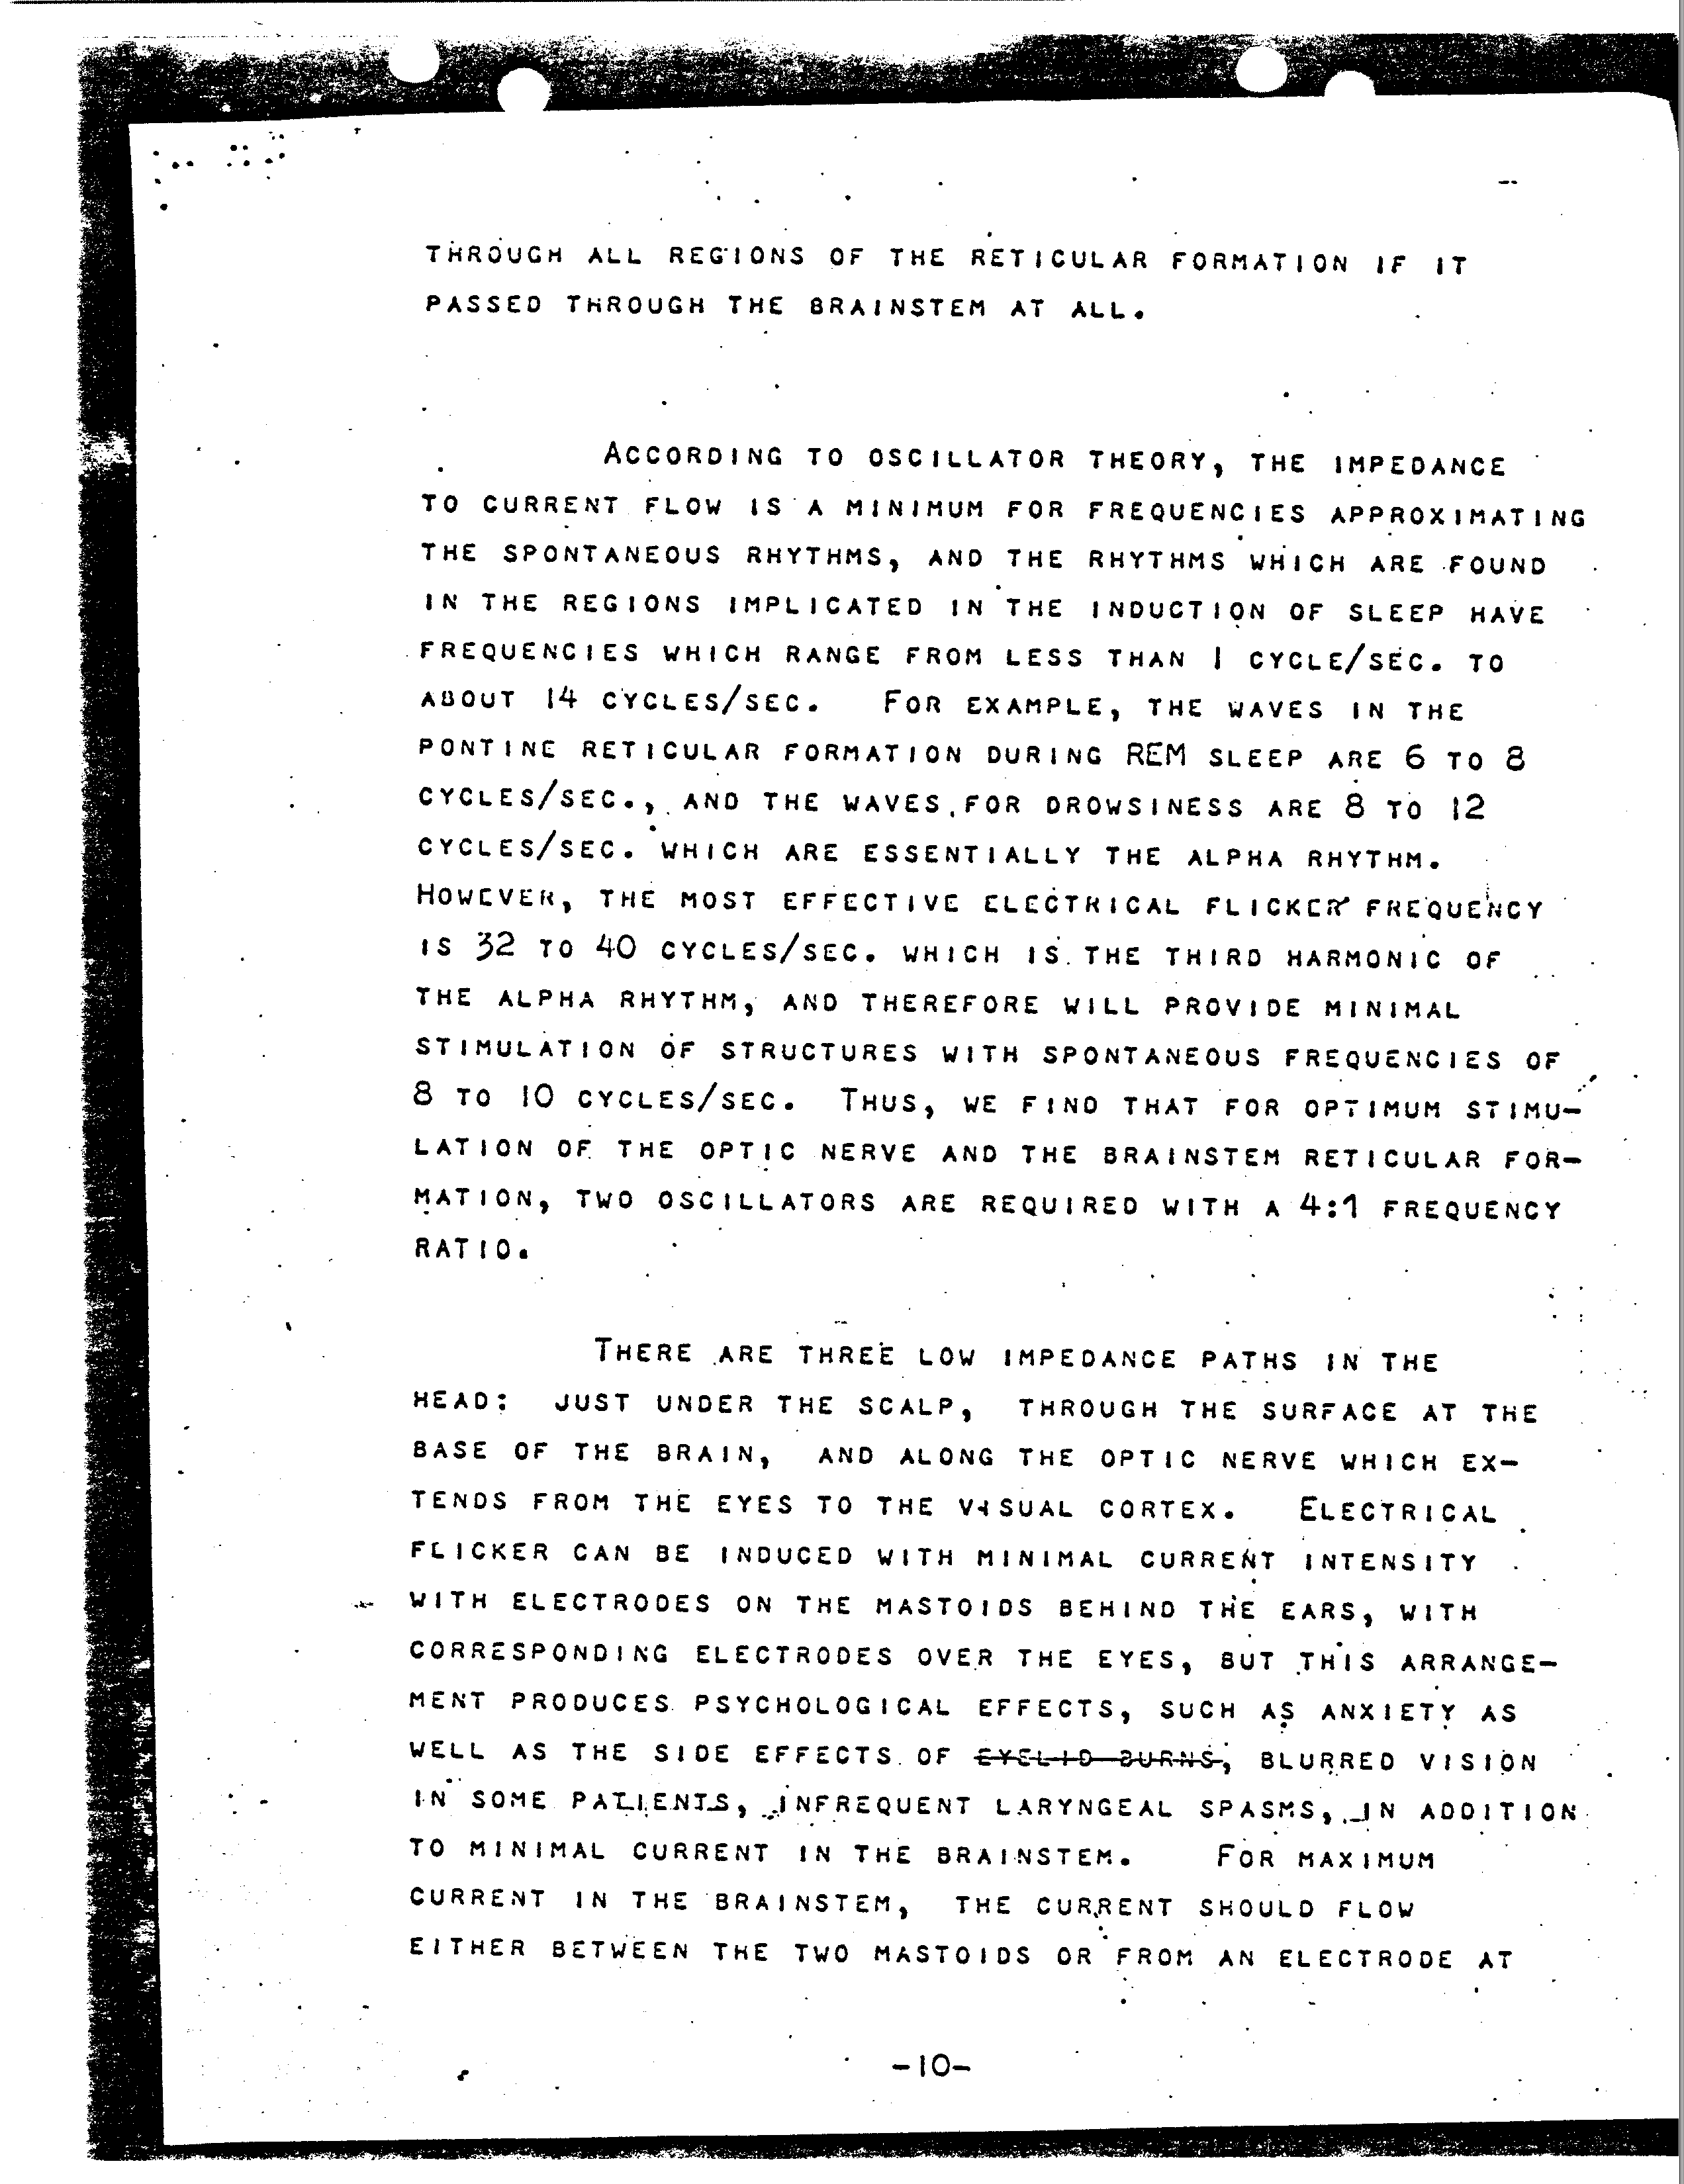 THROUGH ALL REGIONS OF THE RETICULAR FORMATION IF IT
PASSED THROUGH THE BRAINSTEM AT ALL.
ACCORDING TO OSCILLATOR THEORY, THE IMPEDANCE
TO CURRENT FLOW IS A MINIMUM FOR FREQUENCIES APPROXIMATING
THE SPONTANEOUS RHYTHMS, AND THE RHYTHMS WHICH ARE FOUND
IN THE REGIONS IMPLICATED IN THE INDUCTION OF SLEEP HAVE
FREQUENCIES WHICH RANGE FROM LESS THAN 1 CYCLE/SEC. TO
ABOUT 14 CYCLES/SEC. FOR EXAMPLE, THE WAVES IN THE
PONTINE RETICULAR FORMATION DURING REM SLEEP ARE 6 TO 8
CYCLES/SEC., AND THE WAVES FOR DROWSINESS ARE 8 TO 12
CYCLES/SEC. WHICH ARE ESSENTIALLY THE ALPHA RHYTHM.
HOWEVER, THE MOST EFFECTIVE ELECTRICAL FLICKER FREQUENCY
IS 32 TO 40 CYCLES/SEC. WHICH IS THE THIRD HARMONIC OF
THE ALPHA RHYTHM, AND THEREFORE WILL PROVIDE MINIMAL
STIMULATION OF STRUCTURES WITH SPONTANEOUS FREQUENCIES OF
8 TO 10 CYCLES/SEC. THUS, WE FIND THAT FOR OPTIMUM STIMU-
LATION OF THE OPTIC NERVE AND THE BRAINSTEM RETICULAR FOR-
MATION, TWO OSCILLATORS ARE REQUIRED WITH A 4:1 FREQUENCY
RATIO.
THERE ARE THREE LOW IMPEDANCE PATHS IN THE
HEAD: JUST UNDER THE SCALP, THROUGH THE SURFACE AT THE
BASE OF THE BRAIN, AND ALONG THE OPTIC NERVE WHICH EX-
TENDS FROM THE EYES TO THE VISUAL CORTEX. ELECTRICAL
FLICKER CAN BE INDUCED WITH MINIMAL CURRENT INTENSITY
WITH ELECTRODES ON THE MASTOIDS BEHIND THE EARS, WITH
CORRESPONDING ELECTRODES OVER THE EYES, BUT THIS ARRANGE-
MENT PRODUCES PSYCHOLOGICAL EFFECTS, SUCH AS ANXIETY AS
WELL AS THE SIDE EFFECTS OF EYELID BURNS, BLURRED VISION
IN SOME PATIENTS, INFREQUENT LARYNGEAL SPASMS, IN ADDITION
TO MINIMAL CURRENT IN THE BRAINSTEM. FOR MAXIMUM
CURRENT IN THE BRAINSTEM, THE CURRENT SHOULD FLOW
EITHER BETWEEN THE TWO MASTOIDS OR FROM AN ELECTRODE AT
-10-